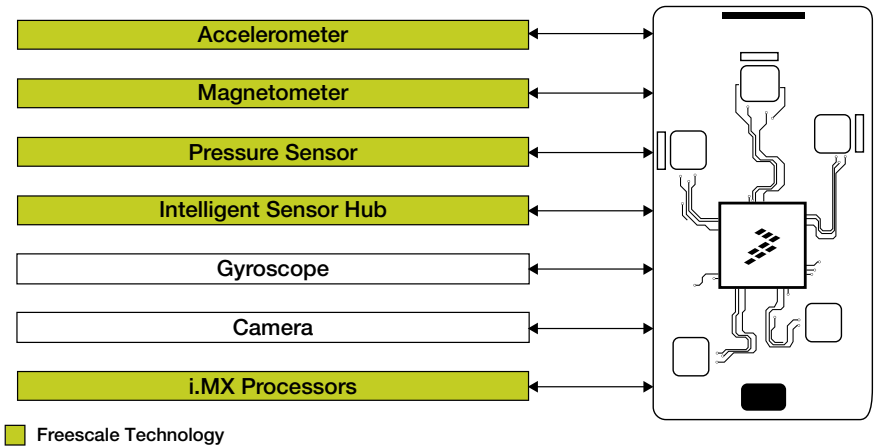 Accelerometer
Magnetometer
Pressure Sensor
Intelligent Sensor Hub
Gyroscope
Camera
i.MX Processors
Freescale Technology